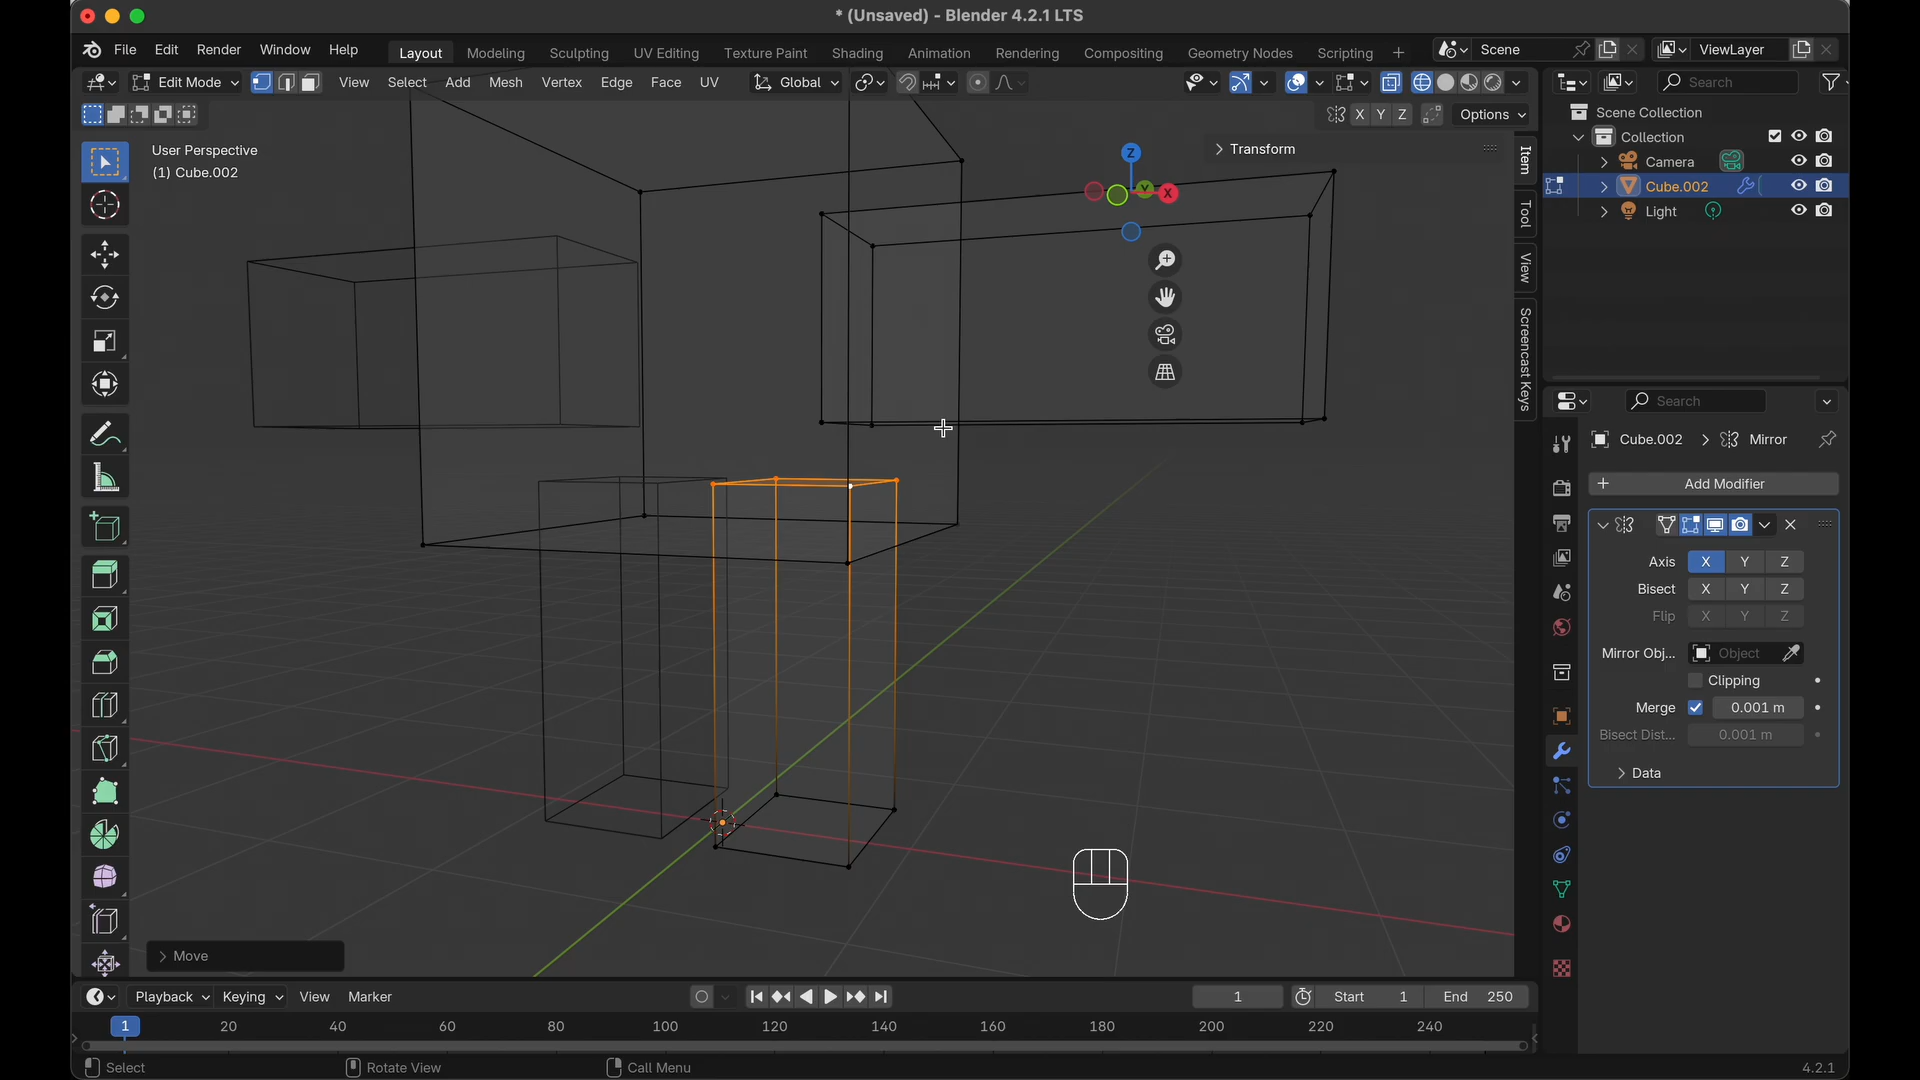 * (Unsaved) - Blender 4.2.1 LTS
File Edit Render Window Help Layout Modeling Sculpting UV Editing Texture Paint Shading Animation Rendering Compositing Geometry Nodes Scripting + Scene ViewLayer
Edit Mode View Select Add Mesh Vertex Edge Face UV Global Search
X Y Z Options
User Perspective
(1) Cube.002
Transform
Z
Y
X
Item
Tool
View
Screencast Keys
Move
Scene Collection
Collection
Camera
Cube.002
Light
Search
Cube.002 > Mirror
+ Add Modifier
Axis X Y Z
Bisect X Y Z
Flip X Y Z
Mirror Obj... Object
Clipping
Merge 0.001 m
Bisect Dist... 0.001 m
Data
Playback Keying View Marker 1 Start 1 End 250
1 20 40 60 80 100 120 140 160 180 200 220 240
Select Rotate View Call Menu 4.2.1